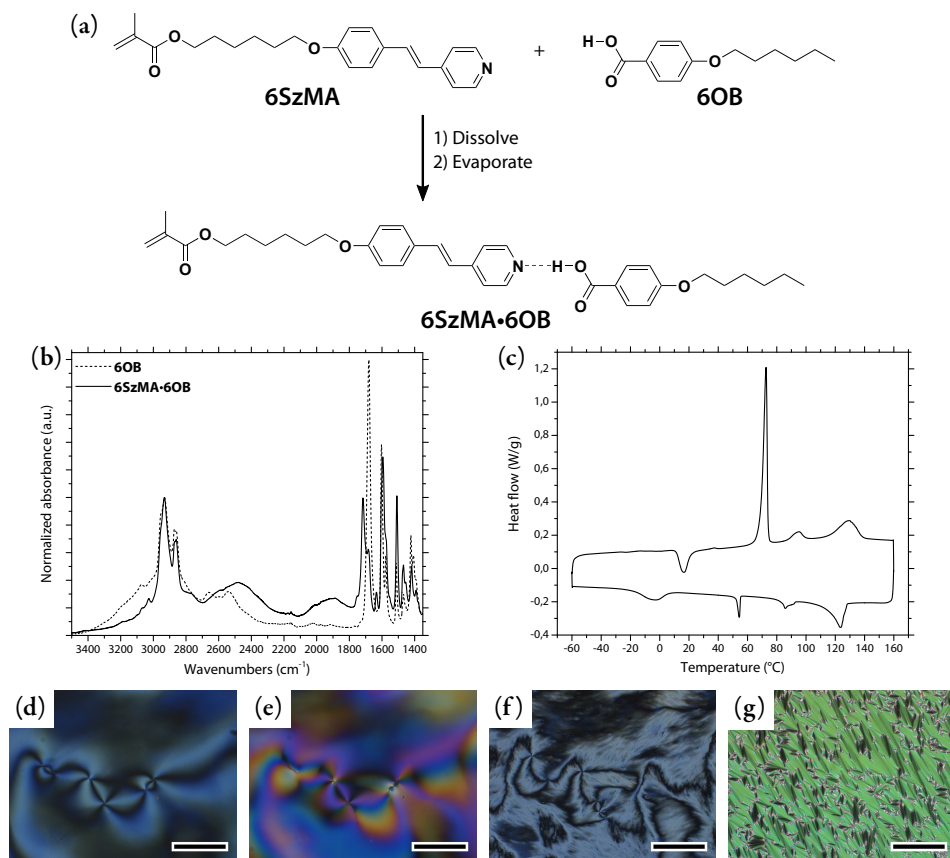 (a)
O
O
O
N
6SzMA
+
H
O
O
O
6OB
1) Dissolve
2) Evaporate
O
O
O
N
H
O
O
O
6SzMA•6OB
(b)
6OB
6SzMA•6OB
Normalized absorbance (a.u.)
3400 3200 3000 2800 2600 2400 2200 2000 1800 1600 1400
Wavenumbers (cm⁻¹)
(c)
1,2
1,0
0,8
0,6
0,4
0,2
0,0
-0,2
-0,4
Heat flow (W/g)
-60 -40 -20 0 20 40 60 80 100 120 140 160
Temperature (°C)
(d)
(e)
(f)
(g)